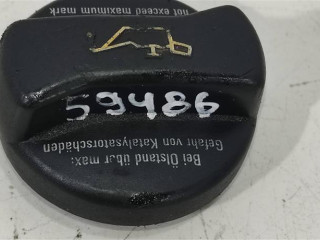 not exceed maximum mark
59486
Bei Ölstand über max:
Gefahr von Katalysatorschäden